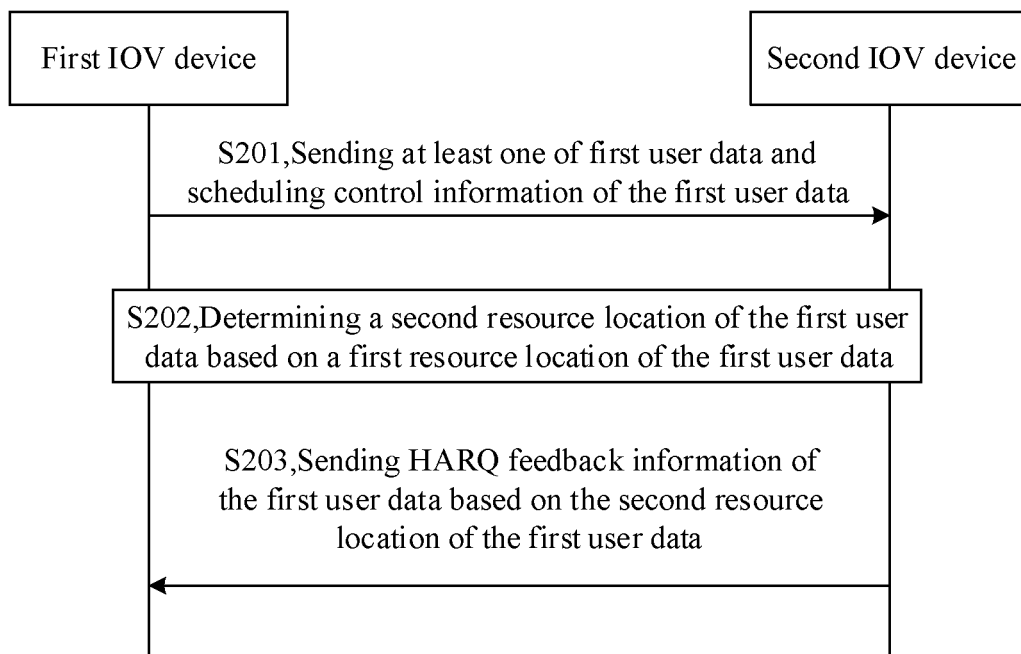 First IOV device
Second IOV device
S201,Sending at least one of first user data and
scheduling control information of the first user data
S202,Determining a second resource location of the first user
data based on a first resource location of the first user data
S203,Sending HARQ feedback information of
the first user data based on the second resource
location of the first user data